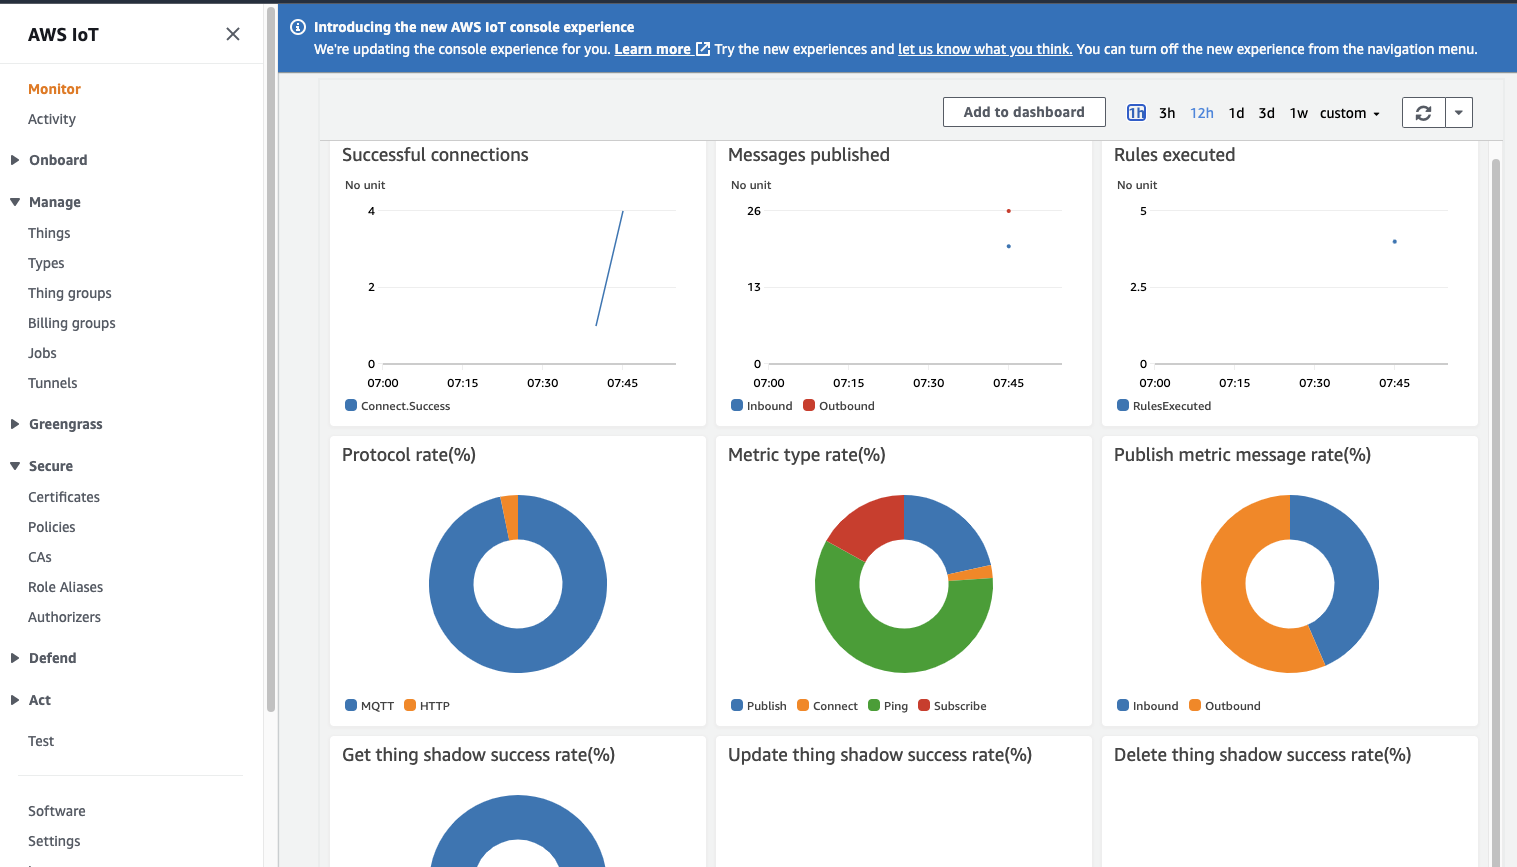 AWS IoT
Monitor
Activity
Onboard
Manage
Things
Types
Thing groups
Billing groups
Jobs
Tunnels
Greengrass
Secure
Certificates
Policies
CAs
Role Aliases
Authorizers
Defend
Act
Test
Software
Settings
Introducing the new AWS IoT console experience
We're updating the console experience for you. Learn more Try the new experiences and let us know what you think. You can turn off the new experience from the navigation menu.
Add to dashboard 1h 3h 12h 1d 3d 1w custom
Successful connections
No unit
4
2
0
07:00 07:15 07:30 07:45
Connect.Success
Messages published
No unit
26
13
0
07:00 07:15 07:30 07:45
Inbound Outbound
Rules executed
No unit
5
2.5
0
07:00 07:15 07:30 07:45
RulesExecuted
Protocol rate(%)
MQTT HTTP
Metric type rate(%)
Publish Connect Ping Subscribe
Publish metric message rate(%)
Inbound Outbound
Get thing shadow success rate(%)
Update thing shadow success rate(%)
Delete thing shadow success rate(%)